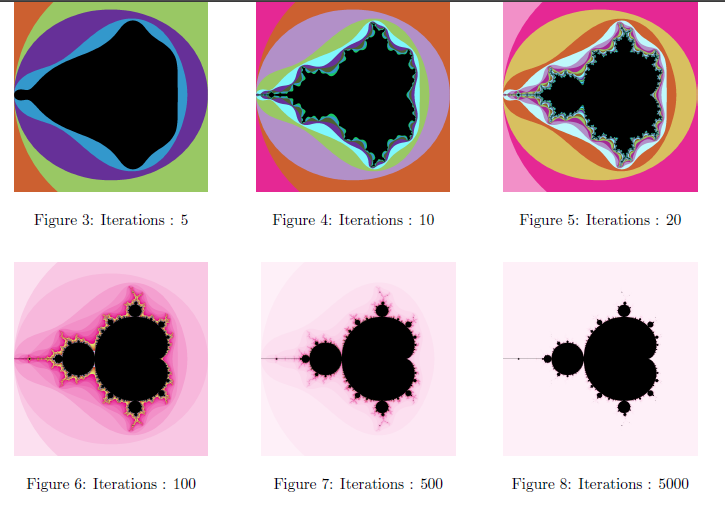 Figure 3: Iterations : 5
Figure 4: Iterations : 10
Figure 5: Iterations : 20
Figure 6: Iterations : 100
Figure 7: Iterations : 500
Figure 8: Iterations : 5000